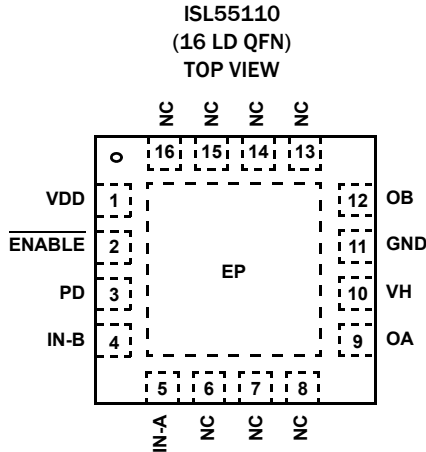 ISL55110
(16 LD QFN)
TOP VIEW
NC NC NC NC
16 15 14 13
VDD 1 12 OB
ENABLE 2 11 GND
EP
PD 3 10 VH
IN-B 4 9 OA
5 6 7 8
IN-A NC NC NC